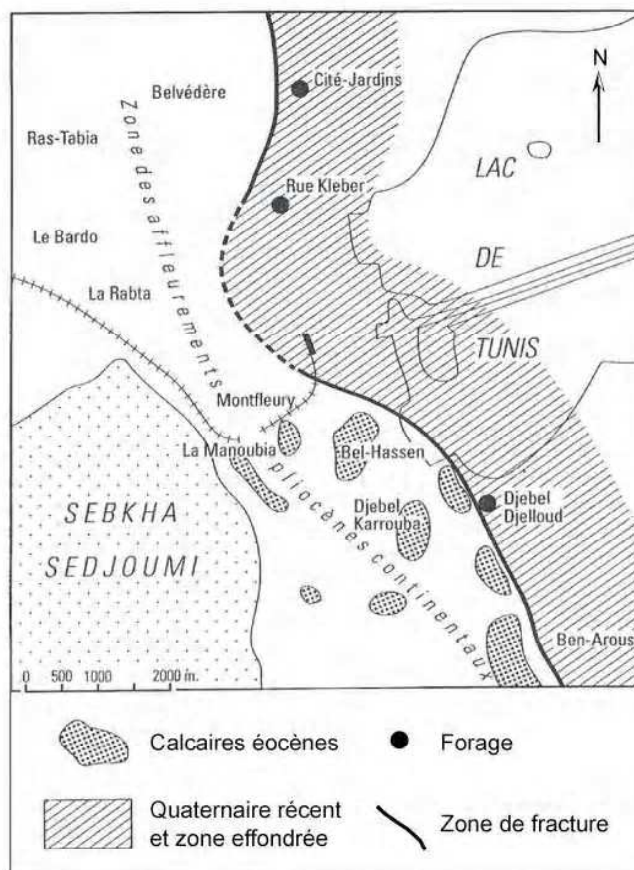 N
Cité-Jardins
Belvédère
Ras-Tabia
LAC
Rue Kleber
Le Bardo
DE
La Rabta
TUNIS
Zone des affleurements pliocènes continentaux
Montfleury
La Manoubia
Bel-Hassen
Djebel
Karrouba
Djebel
Djelloud
SEBKHA
SEDJOUMI
Ben-Arous
0 500 1000 2000 m.
Calcaires éocènes
Forage
Quaternaire récent
et zone effondrée
Zone de fracture